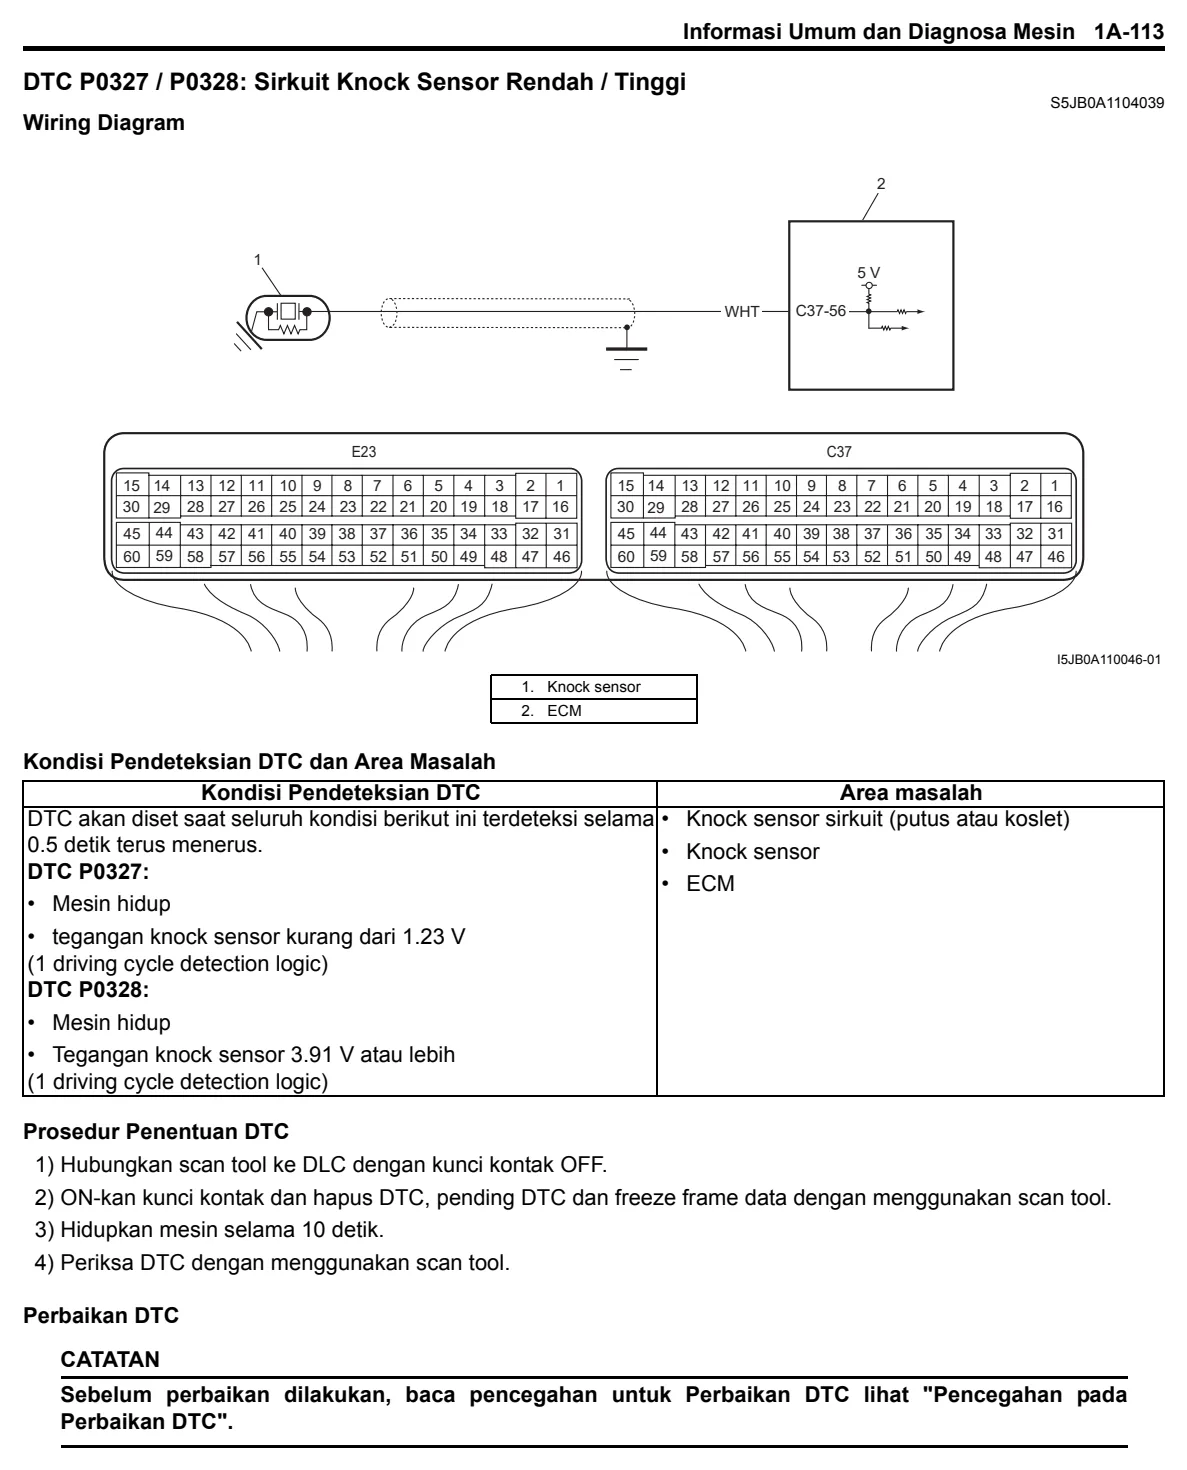 Informasi Umum dan Diagnosa Mesin 1A-113
DTC P0327 / P0328: Sirkuit Knock Sensor Rendah / Tinggi
S5JB0A1104039
Wiring Diagram
2
1
5 V
WHT
C37-56
E23
C37
15 14 13 12 11 10 9 8 7 6 5 4 3 2 1
30 29 28 27 26 25 24 23 22 21 20 19 18 17 16
45 44 43 42 41 40 39 38 37 36 35 34 33 32 31
60 59 58 57 56 55 54 53 52 51 50 49 48 47 46
15 14 13 12 11 10 9 8 7 6 5 4 3 2 1
30 29 28 27 26 25 24 23 22 21 20 19 18 17 16
45 44 43 42 41 40 39 38 37 36 35 34 33 32 31
60 59 58 57 56 55 54 53 52 51 50 49 48 47 46
I5JB0A110046-01
1. Knock sensor
2. ECM
Kondisi Pendeteksian DTC dan Area Masalah
Kondisi Pendeteksian DTC
DTC akan diset saat seluruh kondisi berikut ini terdeteksi selama
0.5 detik terus menerus.
DTC P0327:
• Mesin hidup
• tegangan knock sensor kurang dari 1.23 V
(1 driving cycle detection logic)
DTC P0328:
• Mesin hidup
• Tegangan knock sensor 3.91 V atau lebih
(1 driving cycle detection logic)
Area masalah
• Knock sensor sirkuit (putus atau koslet)
• Knock sensor
• ECM
Prosedur Penentuan DTC
1) Hubungkan scan tool ke DLC dengan kunci kontak OFF.
2) ON-kan kunci kontak dan hapus DTC, pending DTC dan freeze frame data dengan menggunakan scan tool.
3) Hidupkan mesin selama 10 detik.
4) Periksa DTC dengan menggunakan scan tool.
Perbaikan DTC
CATATAN
Sebelum perbaikan dilakukan, baca pencegahan untuk Perbaikan DTC lihat "Pencegahan pada
Perbaikan DTC".